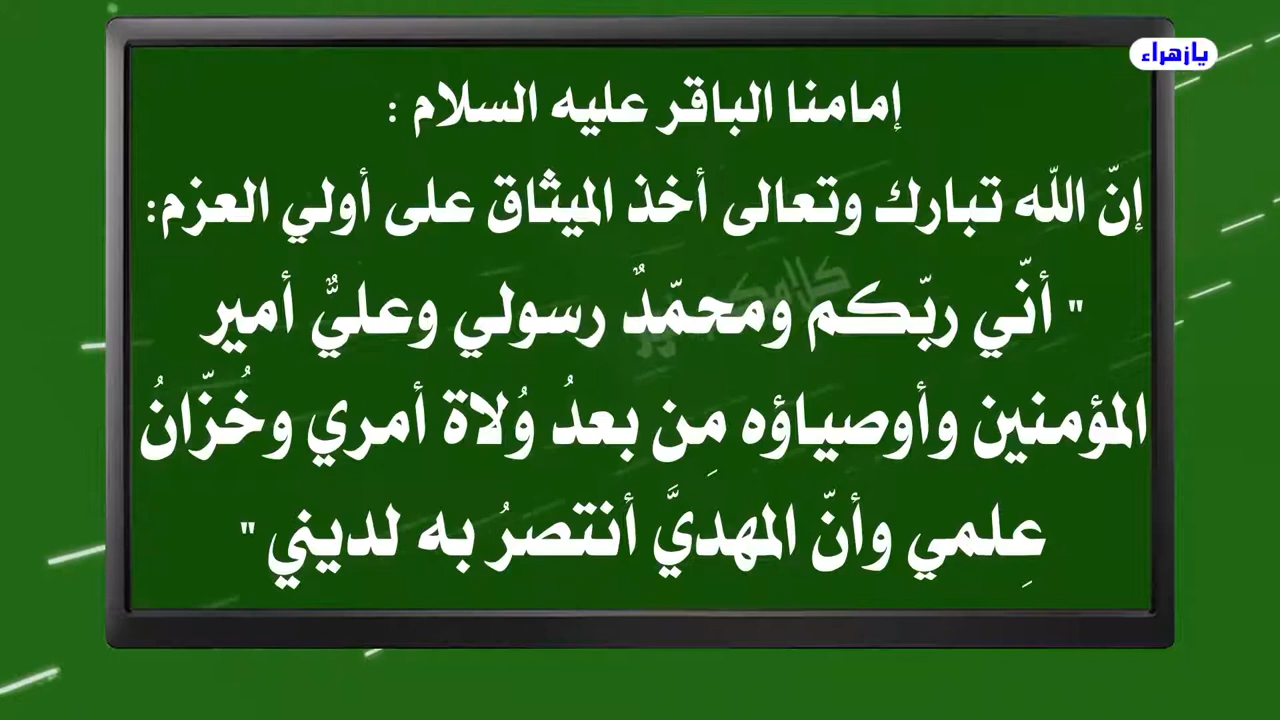 يازهراء
إمامنا الباقر عليه السلام :
إنّ اللّه تبارك وتعالى أخذ الميثاق على أولي العزم:
" أنّي ربّكم ومحمّدٌ رسولي وعليٌّ أمير
المؤمنين وأوصياؤه مِن بعدُ وُلاة أمري وخُزّانُ
عِلمي وأنّ المهديَّ أنتصرُ به لديني "